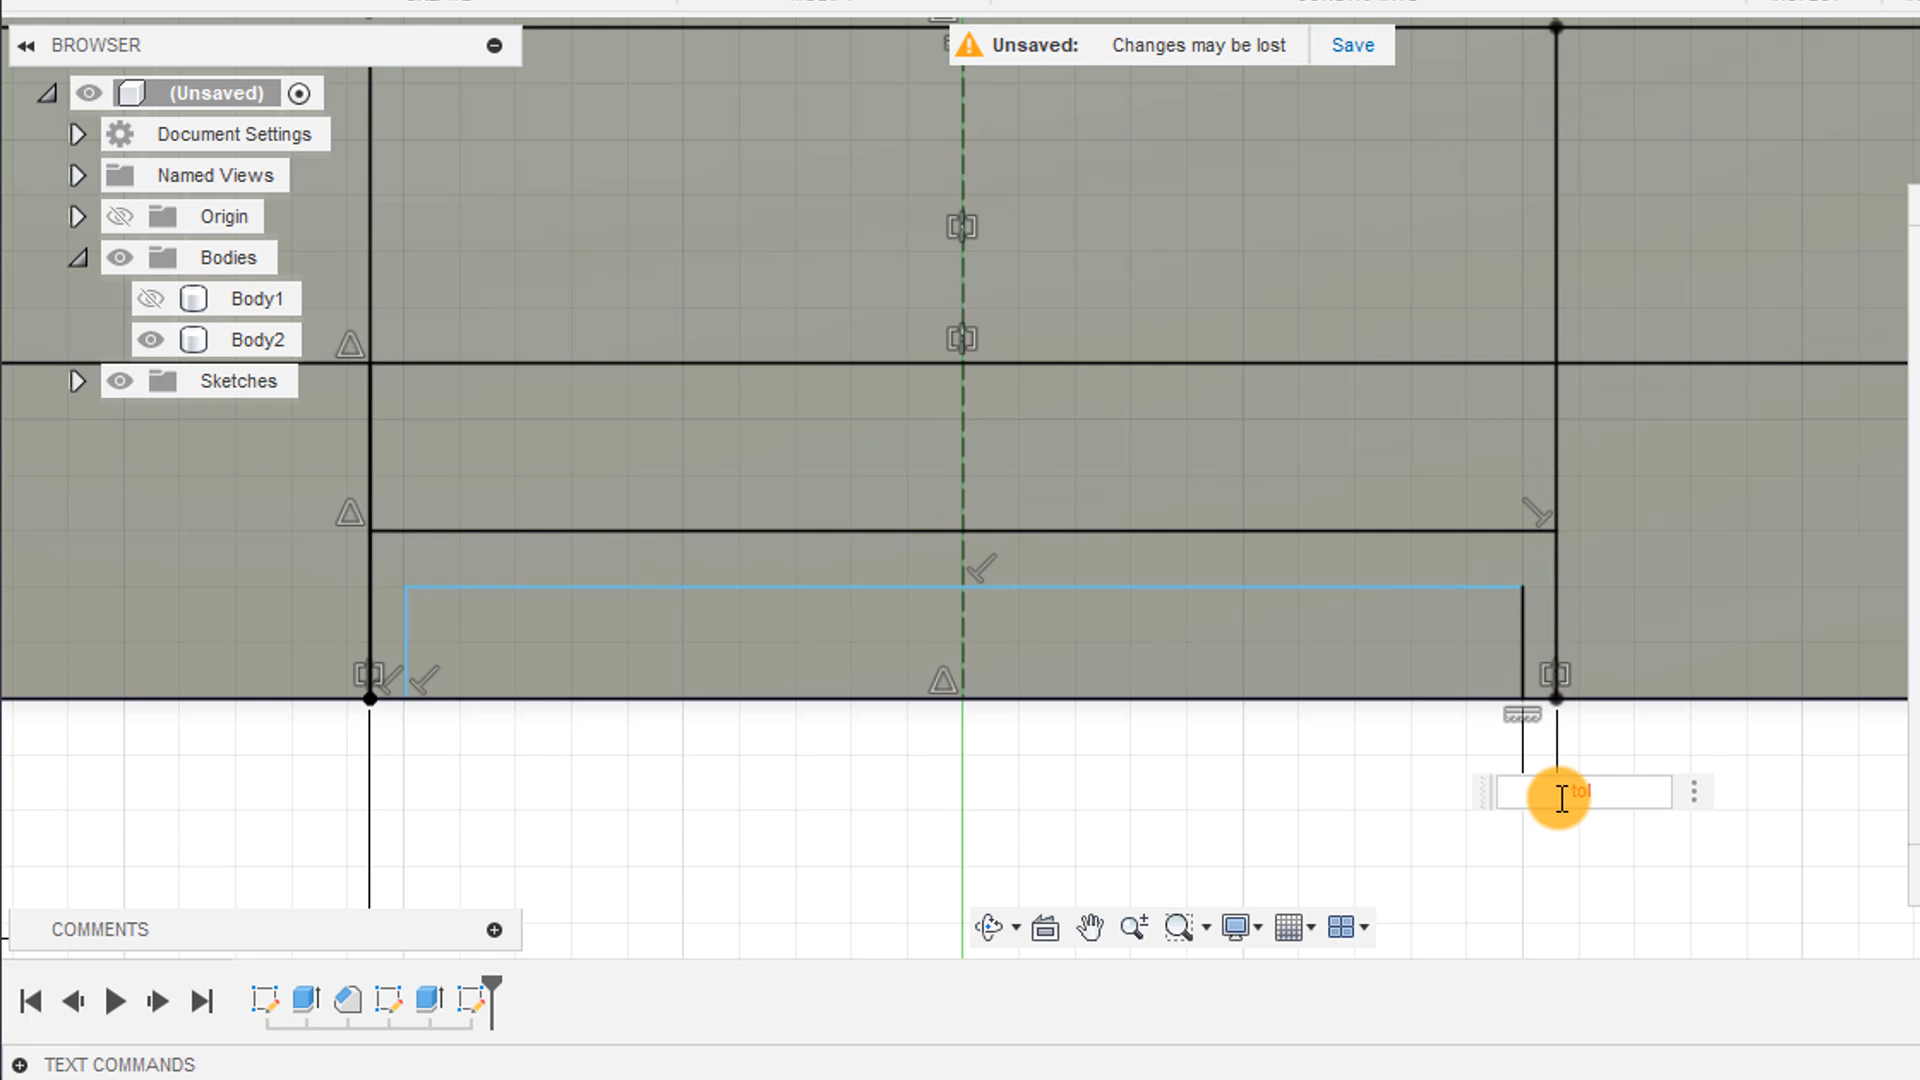 BROWSER
Unsaved: Changes may be lost Save
(Unsaved)
Document Settings
Named Views
Origin
Bodies
Body1
Body2
Sketches
tol
COMMENTS
TEXT COMMANDS